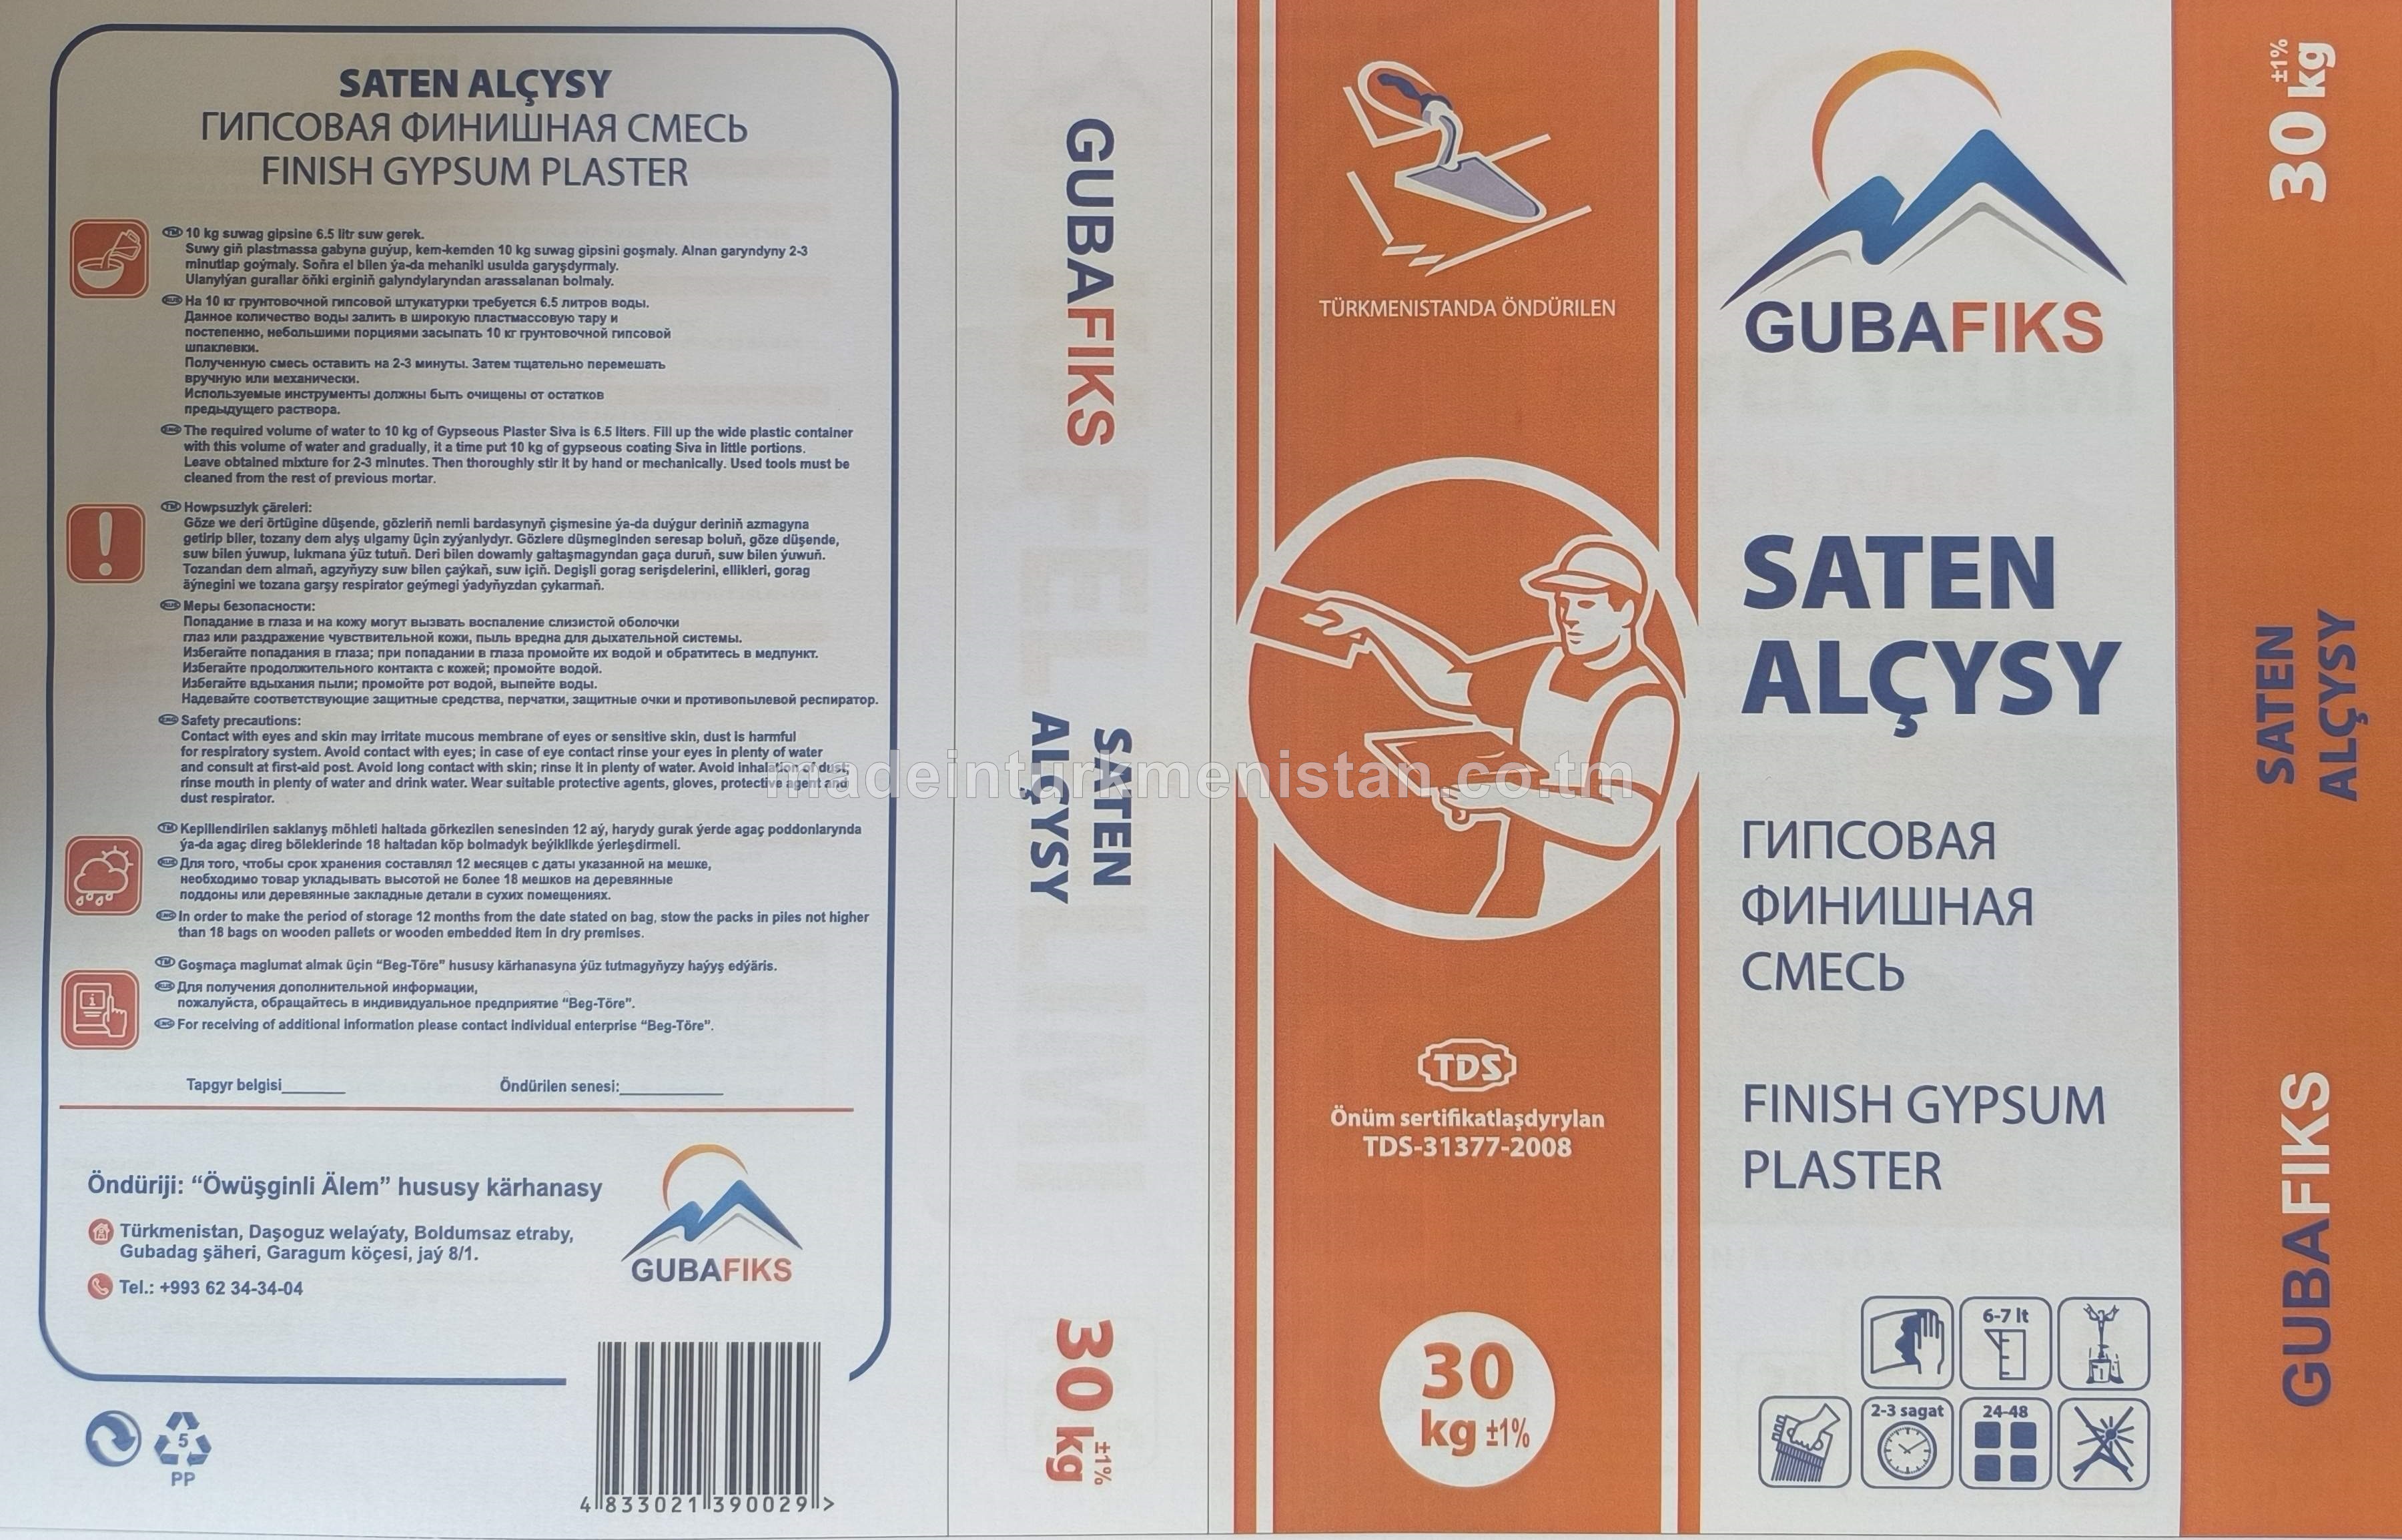 SATEN ALÇYSY
ГИПСОВАЯ ФИНИШНАЯ СМЕСЬ
FINISH GYPSUM PLASTER
TM 10 kg suwag gipsine 6.5 litr suw gerek.
Suwy giň plastmassa gabyna guýup, kem-kemden 10 kg suwag gipsini goşmaly. Alnan garyndyny 2-3
minutlap goýmaly. Soňra el bilen ýa-da mehaniki usulda garyşdyrmaly.
Ulanylýan gurallar öňki erginiň galyndylaryndan arassalanan bolmaly.
RUS На 10 кг грунтовочной гипсовой штукатурки требуется 6.5 литров воды.
Данное количество воды залить в широкую пластмассовую тару и
постепенно, небольшими порциями засыпать 10 кг грунтовочной гипсовой
шпаклевки.
Полученную смесь оставить на 2-3 минуты. Затем тщательно перемешать
вручную или механически.
Используемые инструменты должны быть очищены от остатков
предыдущего раствора.
ENG The required volume of water to 10 kg of Gypseous Plaster Siva is 6.5 liters. Fill up the wide plastic container
with this volume of water and gradually, it a time put 10 kg of gypseous coating Siva in little portions.
Leave obtained mixture for 2-3 minutes. Then thoroughly stir it by hand or mechanically. Used tools must be
cleaned from the rest of previous mortar.
TM Howpsuzlyk çäreleri:
Göze we deri örtügine düşende, gözleriň nemli bardasynyň çişmesine ýa-da duýgur deriniň azmagyna
getirip biler, tozany dem alyş ulgamy üçin zyýanlydyr. Gözlere düşmeginden seresap boluň, göze düşende,
suw bilen ýuwup, lukmana ýüz tutuň. Deri bilen dowamly galtaşmagyndan gaça duruň, suw bilen ýuwuň.
Tozandan dem almaň, agzyňyzy suw bilen çaýkaň, suw içiň. Degişli gorag serişdelerini, ellikleri, gorag
äýnegini we tozana garşy respirator geýmegi ýadyňyzdan çykarmaň.
RUS Меры безопасности:
Попадание в глаза и на кожу могут вызвать воспаление слизистой оболочки
глаз или раздражение чувствительной кожи, пыль вредна для дыхательной системы.
Избегайте попадания в глаза; при попадании в глаза промойте их водой и обратитесь в медпункт.
Избегайте продолжительного контакта с кожей; промойте водой.
Избегайте вдыхания пыли; промойте рот водой, выпейте воды.
Надевайте соответствующие защитные средства, перчатки, защитные очки и противопылевой респиратор.
ENG Safety precautions:
Contact with eyes and skin may irritate mucous membrane of eyes or sensitive skin, dust is harmful
for respiratory system. Avoid contact with eyes; in case of eye contact rinse your eyes in plenty of water
and consult at first-aid post. Avoid long contact with skin; rinse it in plenty of water. Avoid inhalation of dust;
rinse mouth in plenty of water and drink water. Wear suitable protective agents, gloves, protective agent and
dust respirator.
TM Kepillendirilen saklanyş möhleti haltada görkezilen senesinden 12 aý, harydy gurak ýerde agaç poddonlarynda
ýa-da agaç direg böleklerinde 18 haltadan köp bolmadyk beýiklikde ýerleşdirmeli.
RUS Для того, чтобы срок хранения составлял 12 месяцев с даты указанной на мешке,
необходимо товар укладывать высотой не более 18 мешков на деревянные
поддоны или деревянные закладные детали в сухих помещениях.
ENG In order to make the period of storage 12 months from the date stated on bag, stow the packs in piles not higher
than 18 bags on wooden pallets or wooden embedded item in dry premises.
TM Goşmaça maglumat almak üçin “Beg-Töre” hususy kärhanasyna ýüz tutmagyňyzy haýyş edýäris.
RUS Для получения дополнительной информации,
пожалуйста, обращайтесь в индивидуальное предприятие “Beg-Töre”.
ENG For receiving of additional information please contact individual enterprise “Beg-Töre”.
Tapgyr belgisi______ Öndürilen senesi:__________
Öndüriji: “Öwüşginli Älem” hususy kärhanasy
Türkmenistan, Daşoguz welaýaty, Boldumsaz etraby,
Gubadag şäheri, Garagum köçesi, jaý 8/1.
Tel.: +993 62 34-34-04
GUBAFIKS
5
PP
4 833021 390029 >
GUBAFIKS
SATEN
ALÇYSY
30 kg ±1%
TÜRKMENISTANDA ÖNDÜRILEN
TDS
Önüm sertifikatlaşdyrylan
TDS-31377-2008
30
kg ±1%
GUBAFIKS
SATEN
ALÇYSY
ГИПСОВАЯ
ФИНИШНАЯ
СМЕСЬ
FINISH GYPSUM
PLASTER
6-7 lt
1
2-3 sagat
24-48
30 kg ±1%
SATEN
ALÇYSY
GUBAFIKS
madeinturkmenistan.co.tm